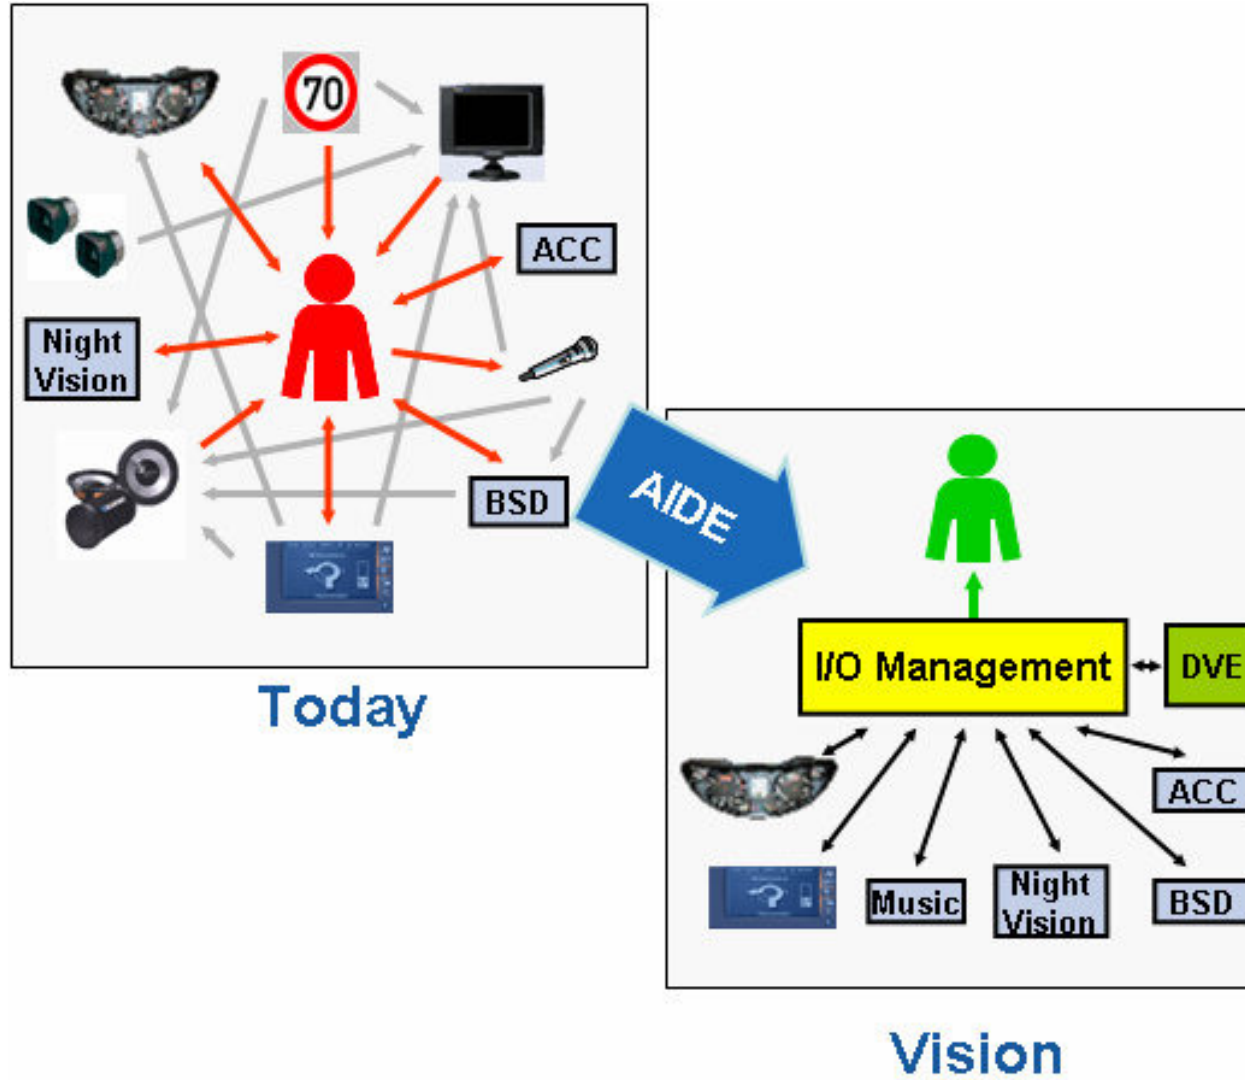 70
ACC
Night
Vision
BSD
Today
AIDE
I/O Management
DVE
ACC
Music
Night
Vision
BSD
Vision